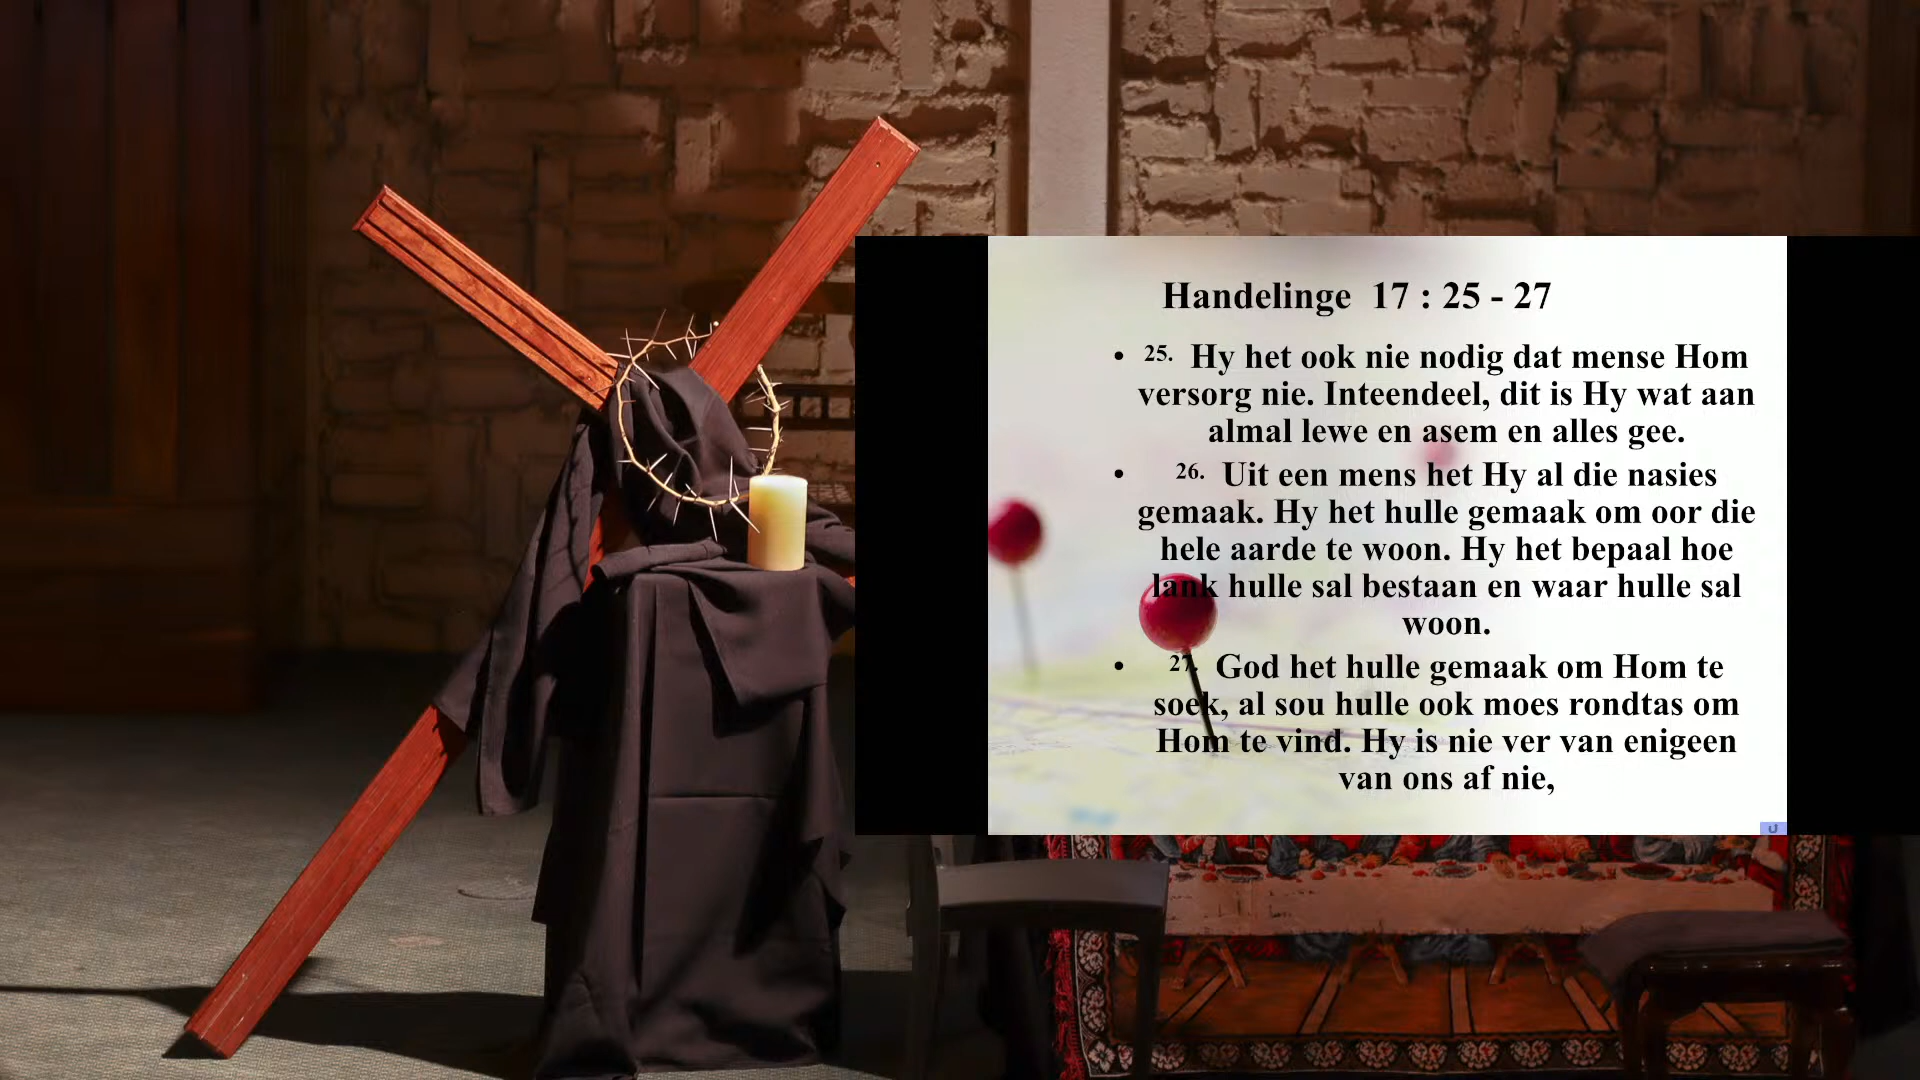 Handelinge 17 : 25 - 27
• 25. Hy het ook nie nodig dat mense Hom
versorg nie. Inteendeel, dit is Hy wat aan
almal lewe en asem en alles gee.
• 26. Uit een mens het Hy al die nasies
gemaak. Hy het hulle gemaak om oor die
hele aarde te woon. Hy het bepaal hoe
lank hulle sal bestaan en waar hulle sal
woon.
• 27. God het hulle gemaak om Hom te
soek, al sou hulle ook moes rondtas om
Hom te vind. Hy is nie ver van enigeen
van ons af nie,